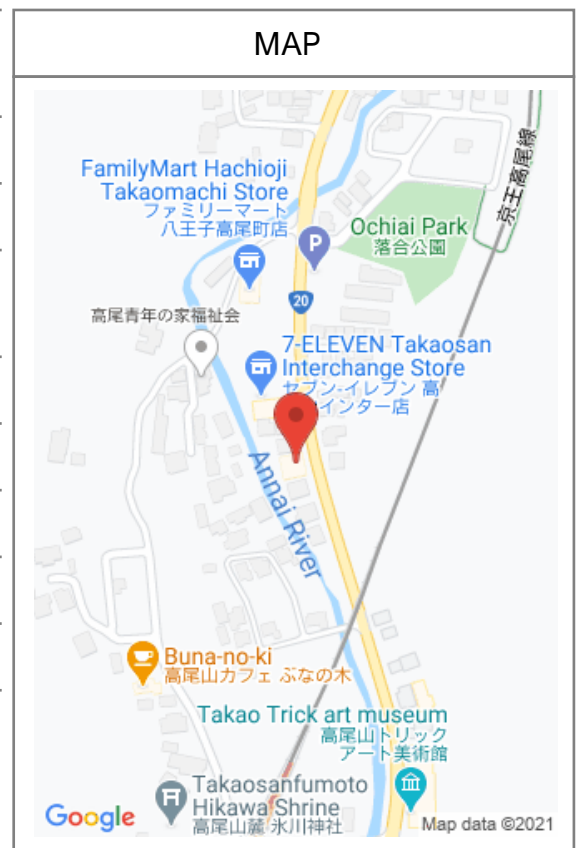 MAP
京王高尾線
FamilyMart Hachioji
Takaomachi Store
ファミリーマート
八王子高尾町店
P
Ochiai Park
落合公園
20
高尾青年の家福祉会
7-ELEVEN Takaosan
Interchange Store
セブン-イレブン 高
インター店
Annai River
Buna-no-ki
高尾山カフェ ぶなの木
Takao Trick art museum
高尾山トリック
アート美術館
Takaosanfumoto
Hikawa Shrine
高尾山麓 氷川神社
Google
Map data ©2021